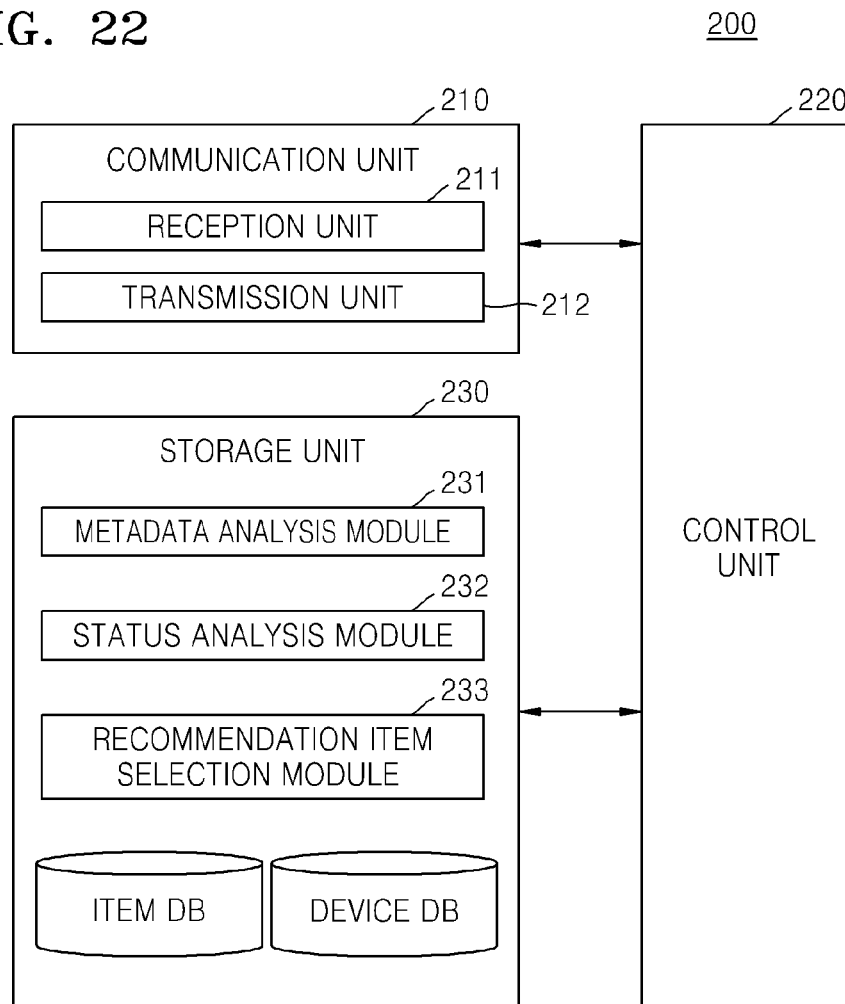 IG. 22
200
210
220
COMMUNICATION UNIT
211
RECEPTION UNIT
TRANSMISSION UNIT
212
230
STORAGE UNIT
231
METADATA ANALYSIS MODULE
CONTROL
UNIT
232
STATUS ANALYSIS MODULE
233
RECOMMENDATION ITEM
SELECTION MODULE
ITEM DB
DEVICE DB